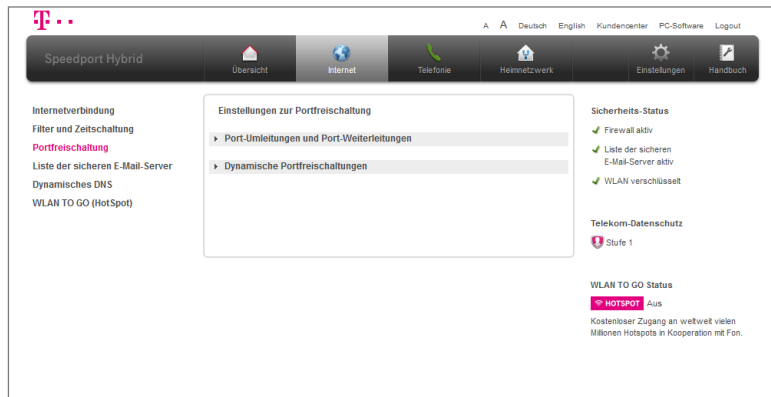 T
A A Deutsch English Kundencenter PC-Software Logout
Speedport Hybrid
Übersicht Internet Telefonie Heimnetzwerk Einstellungen Handbuch
Internetverbindung
Filter und Zeitschaltung
Portfreischaltung
Liste der sicheren E-Mail-Server
Dynamisches DNS
WLAN TO GO (HotSpot)
Einstellungen zur Portfreischaltung
Port-Umleitungen und Port-Weiterleitungen
Dynamische Portfreischaltungen
Sicherheits-Status
Firewall aktiv
Liste der sicheren
E-Mail-Server aktiv
WLAN verschlüsselt
Telekom-Datenschutz
Stufe 1
WLAN TO GO Status
HOTSPOT Aus
Kostenloser Zugang an weltweit vielen
Millionen Hotspots in Kooperation mit Fon.